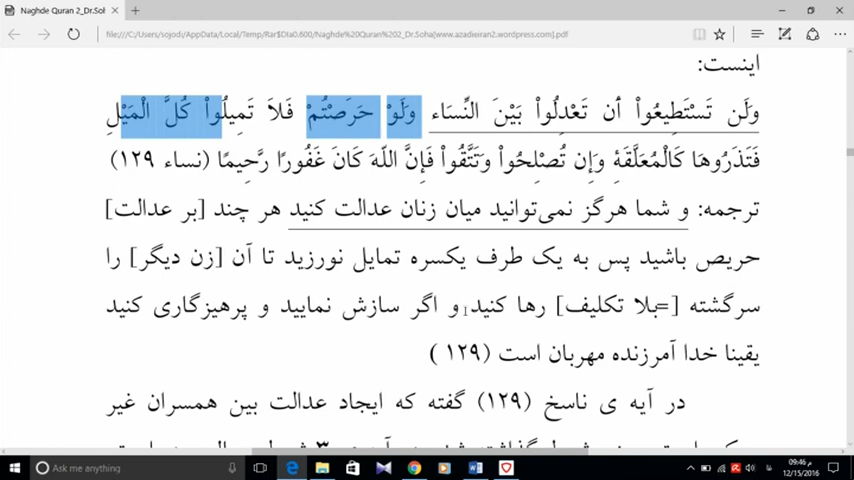 Naghde Quran 2_Dr.Soh
file:///C:/Users/sojodi/AppData/Local/Temp/Rar$DIa0.600/Naghde%20Quran%202_Dr.Soha[www.azadieiran2.wordpress.com].pdf
اینست:
وَلَن تَسْتَطِيعُواْ أَن تَعْدِلُواْ بَيْنَ النِّسَاء وَلَوْ حَرَصْتُمْ فَلاَ تَمِيلُواْ كُلَّ الْمَيْلِ
فَتَذَرُوهَا كَالْمُعَلَّقَةِ وَإِن تُصْلِحُواْ وَتَتَّقُواْ فَإِنَّ اللّهَ كَانَ غَفُورًا رَّحِيمًا (نساء ۱۲۹)
ترجمه: و شما هرگز نمی‌توانید میان زنان عدالت کنید هر چند [بر عدالت]
حریص باشید پس به یک طرف یکسره تمایل نورزید تا آن [زن دیگر] را
سرگشته [=بلا تکلیف] رها کنید و اگر سازش نمایید و پرهیزگاری کنید
یقینا خدا آمرزنده مهربان است (۱۲۹ )
در آیه ی ناسخ (۱۲۹) گفته که ایجاد عدالت بین همسران غیر
Ask me anything
09:46 م
12/15/2016